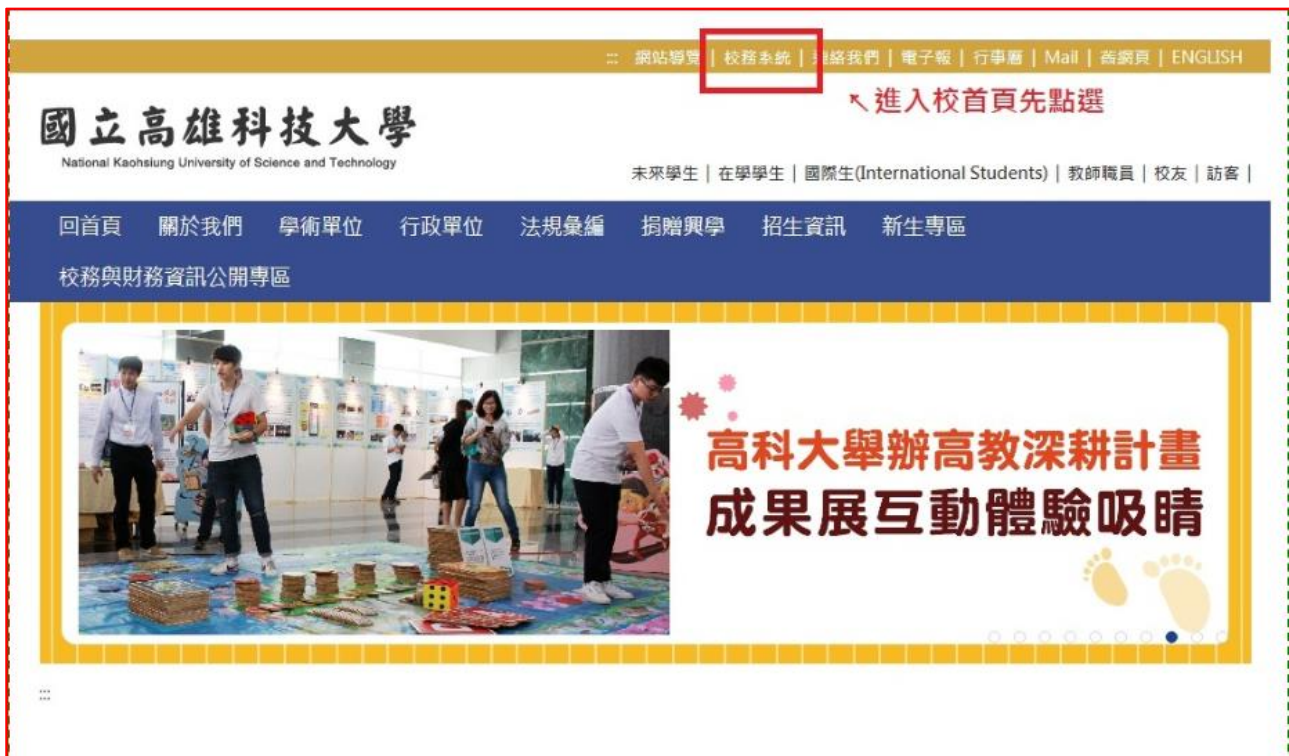 ::: 網站導覽 | 校務系統 | 連絡我們 | 電子報 | 行事曆 | Mail | 舊網頁 | ENGLISH
↖進入校首頁先點選
國立高雄科技大學
National Kaohsiung University of Science and Technology
未來學生 | 在學學生 | 國際生(International Students) | 教師職員 | 校友 | 訪客 |
回首頁 關於我們 學術單位 行政單位 法規彙編 捐贈興學 招生資訊 新生專區
校務與財務資訊公開專區
高科大舉辦高教深耕計畫
成果展互動體驗吸睛
:::